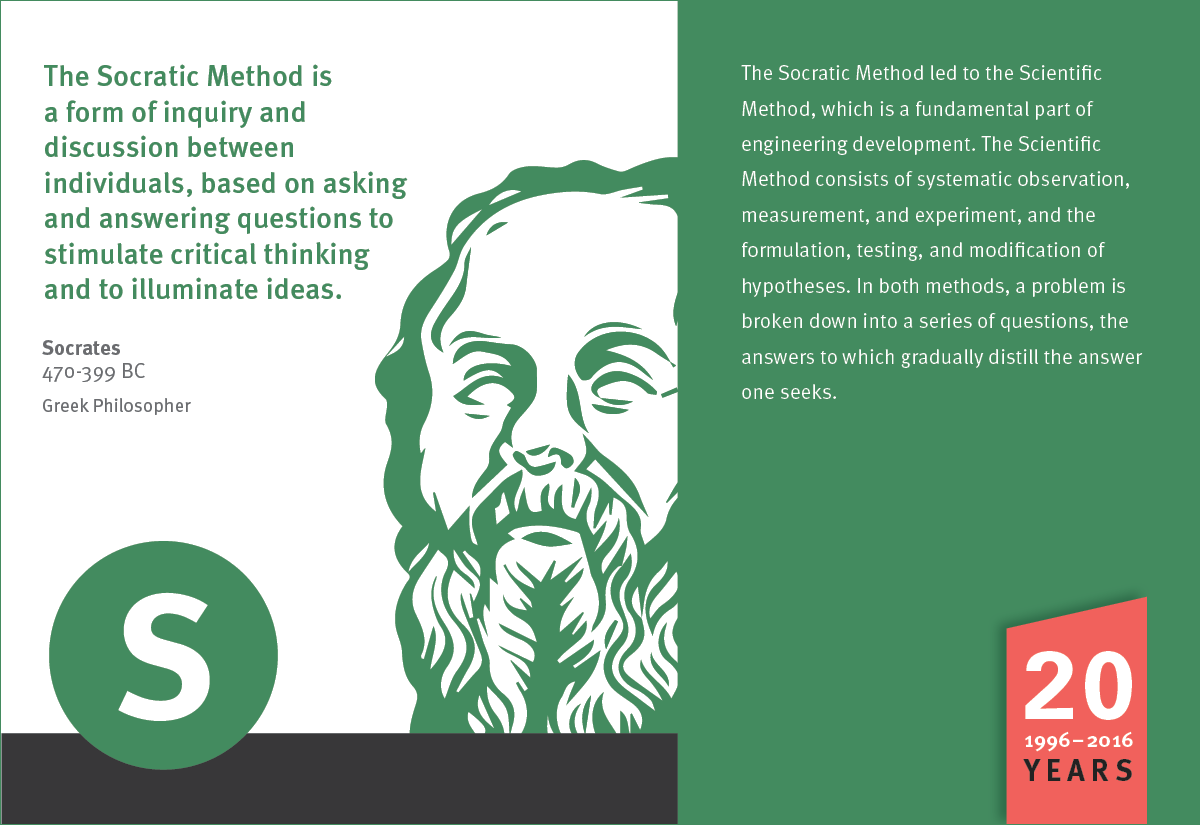 The Socratic Method is
a form of inquiry and
discussion between
individuals, based on asking
and answering questions to
stimulate critical thinking
and to illuminate ideas.
Socrates
470-399 BC
Greek Philosopher
S
The Socratic Method led to the Scientific
Method, which is a fundamental part of
engineering development. The Scientific
Method consists of systematic observation,
measurement, and experiment, and the
formulation, testing, and modification of
hypotheses. In both methods, a problem is
broken down into a series of questions, the
answers to which gradually distill the answer
one seeks.
20
1996–2016
YEARS